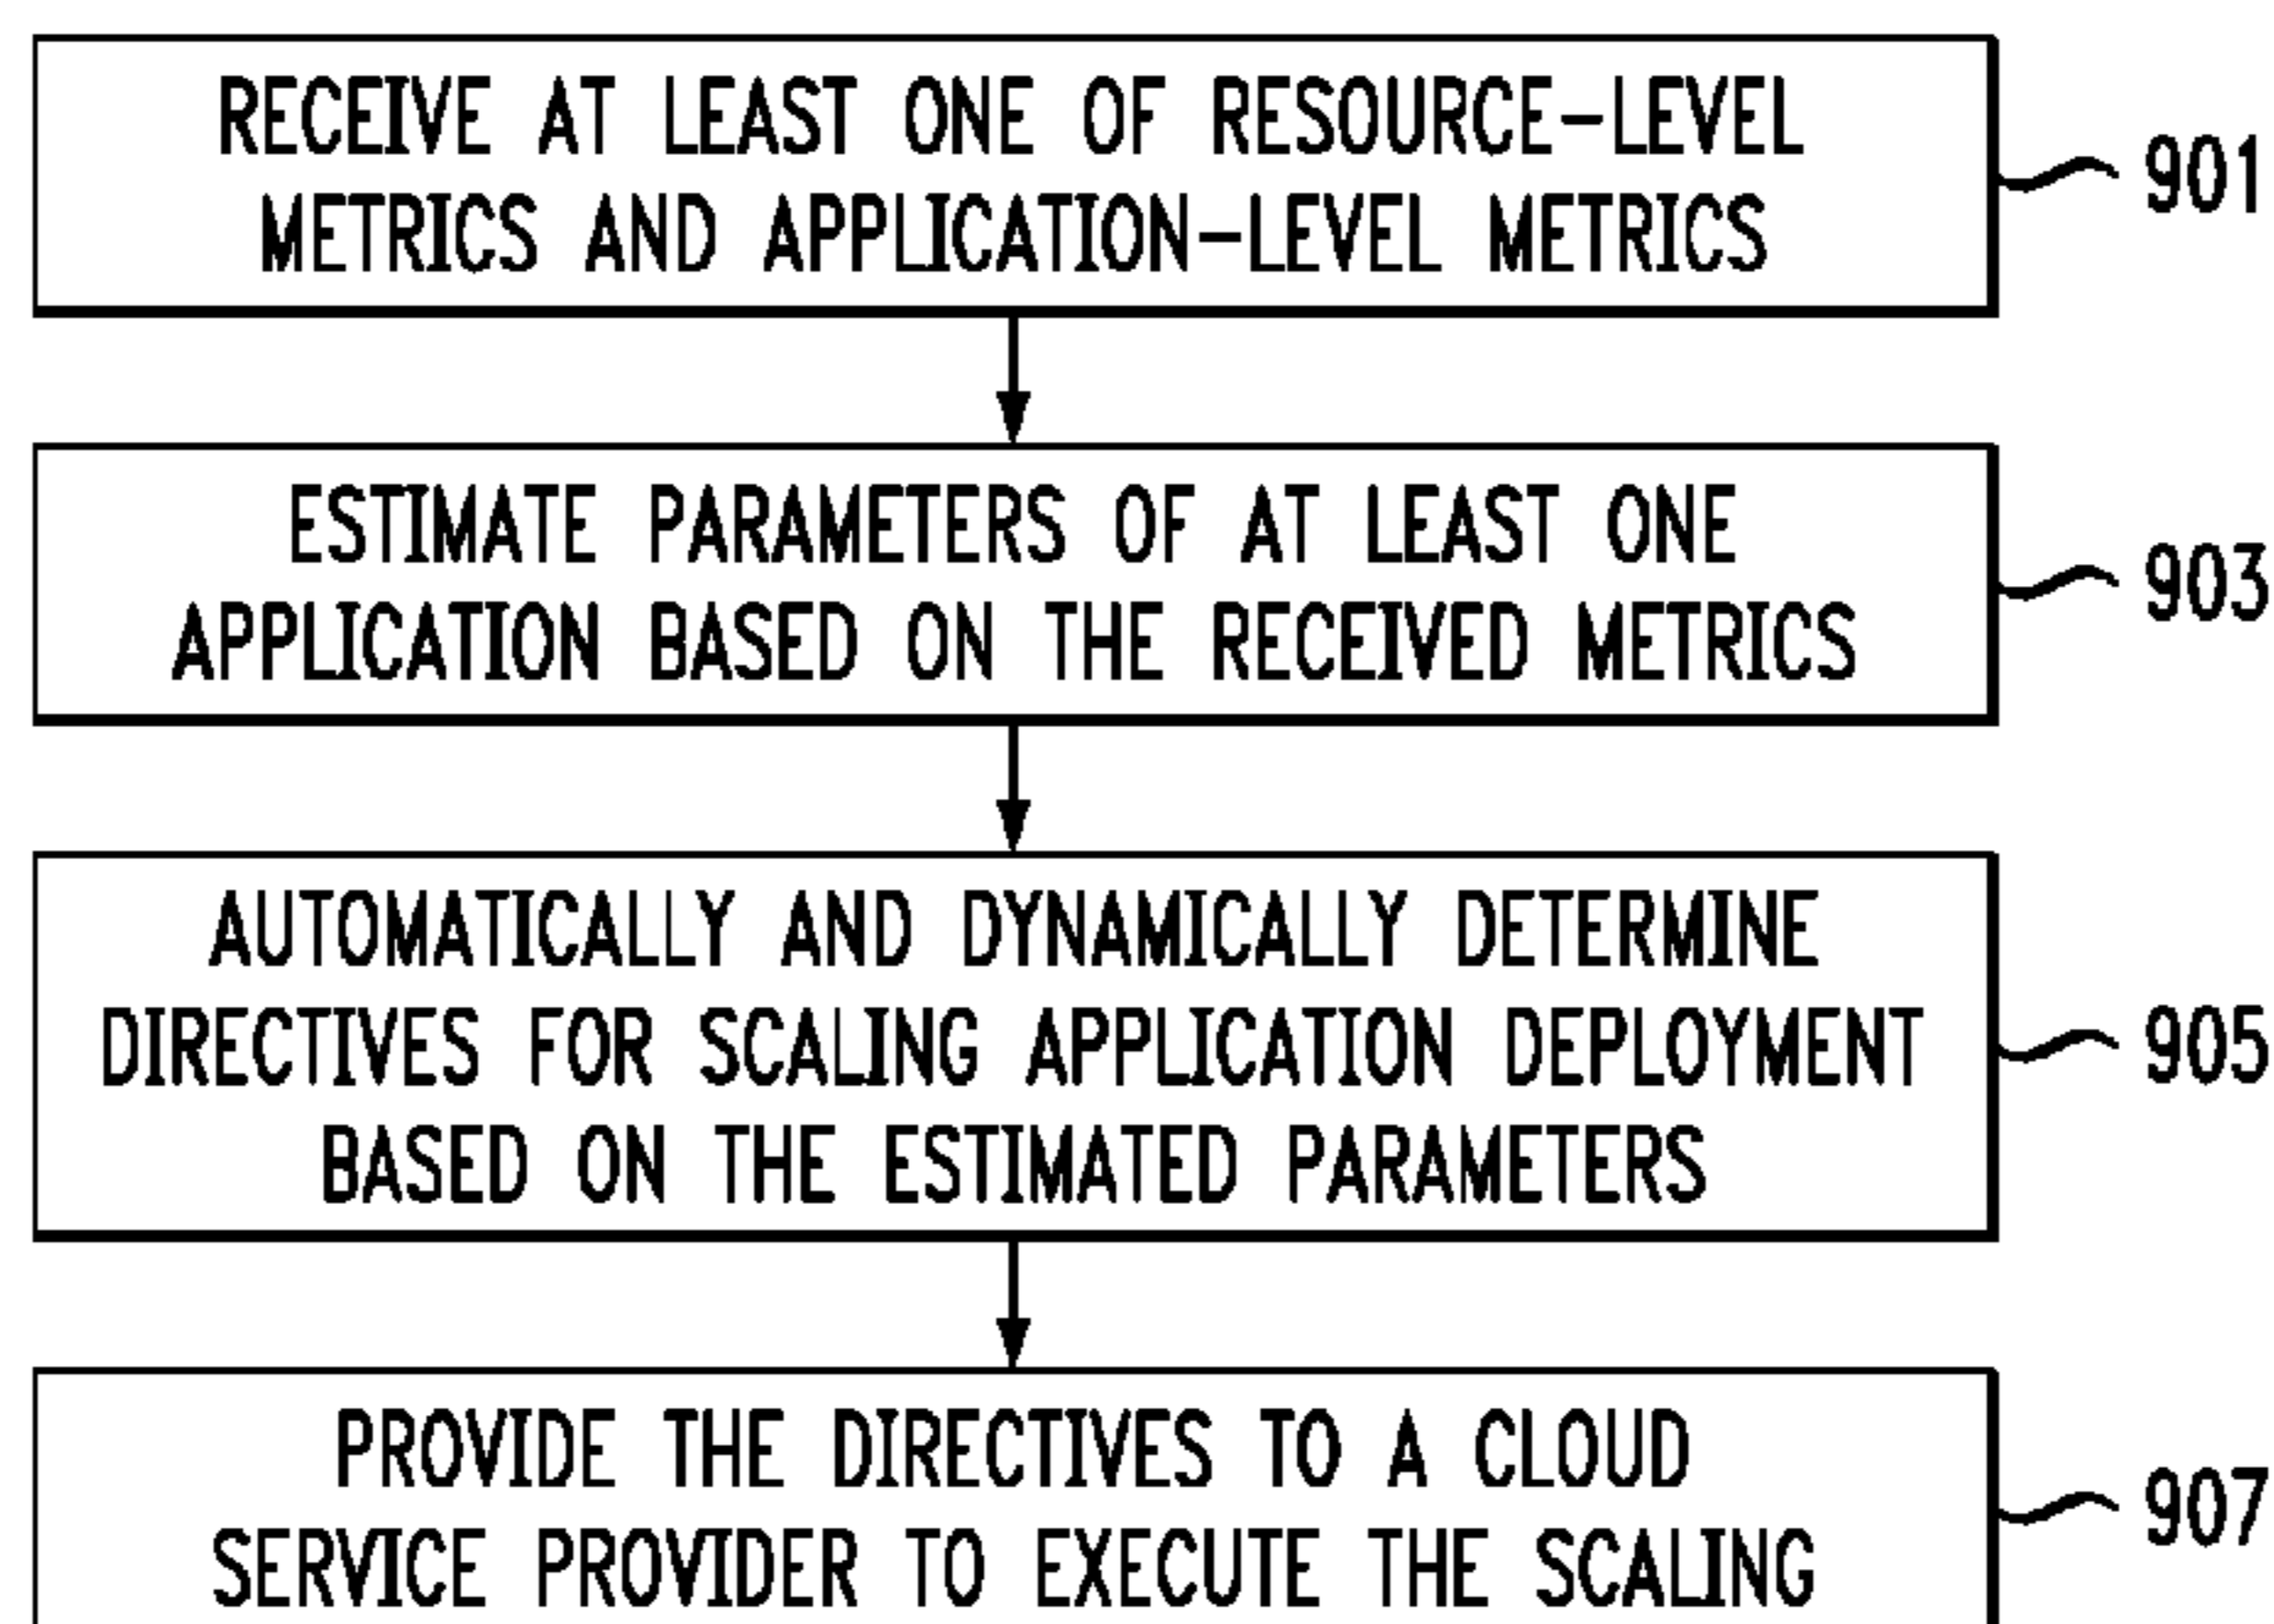 RECEIVE AT LEAST ONE OF RESOURCE-LEVEL
METRICS AND APPLICATION-LEVEL METRICS
901
ESTIMATE PARAMETERS OF AT LEAST ONE
APPLICATION BASED ON THE RECEIVED METRICS
903
AUTOMATICALLY AND DYNAMICALLY DETERMINE
DIRECTIVES FOR SCALING APPLICATION DEPLOYMENT
BASED ON THE ESTIMATED PARAMETERS
905
PROVIDE THE DIRECTIVES TO A CLOUD
SERVICE PROVIDER TO EXECUTE THE SCALING
907